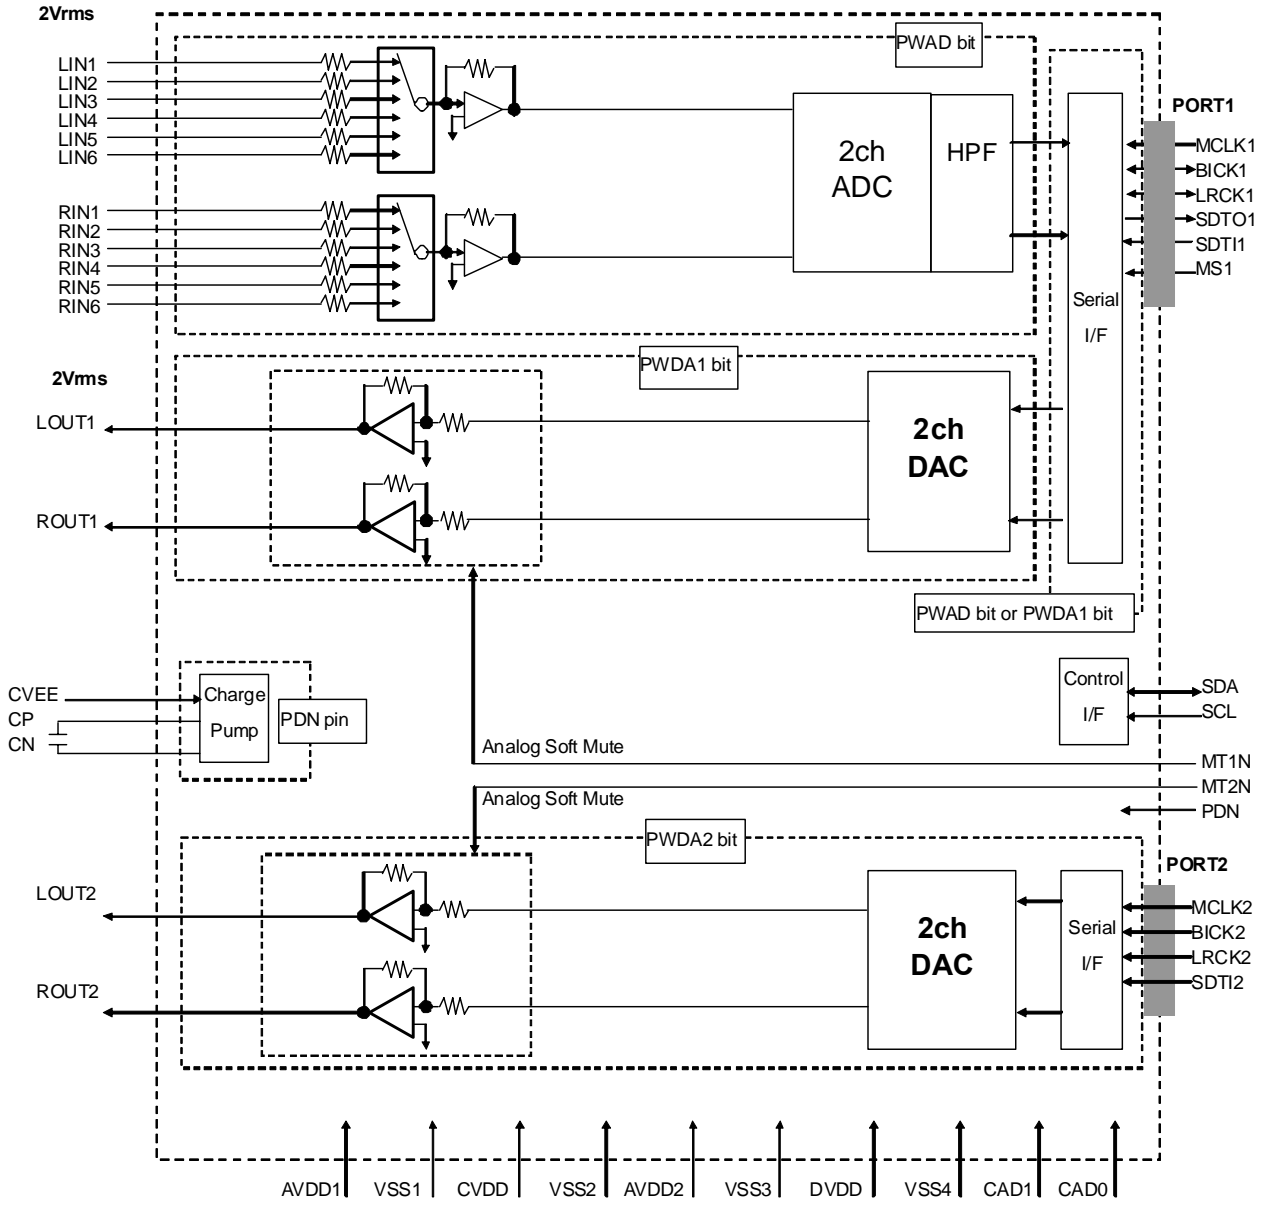 2Vrms
PWAD bit
LIN1
LIN2
LIN3
LIN4
LIN5
LIN6
RIN1
RIN2
RIN3
RIN4
RIN5
RIN6
2ch
ADC
HPF
Serial
I/F
PORT1
MCLK1
BICK1
LRCK1
SDTO1
SDTI1
MS1
2Vrms
PWDA1 bit
LOUT1
ROUT1
2ch
DAC
PWAD bit or PWDA1 bit
CVEE
CP
CN
Charge
Pump
PDN pin
Control
I/F
SDA
SCL
Analog Soft Mute
MT1N
MT2N
Analog Soft Mute
PDN
PWDA2 bit
PORT2
LOUT2
ROUT2
2ch
DAC
Serial
I/F
MCLK2
BICK2
LRCK2
SDTI2
AVDD1 VSS1 CVDD VSS2 AVDD2 VSS3 DVDD VSS4 CAD1 CAD0